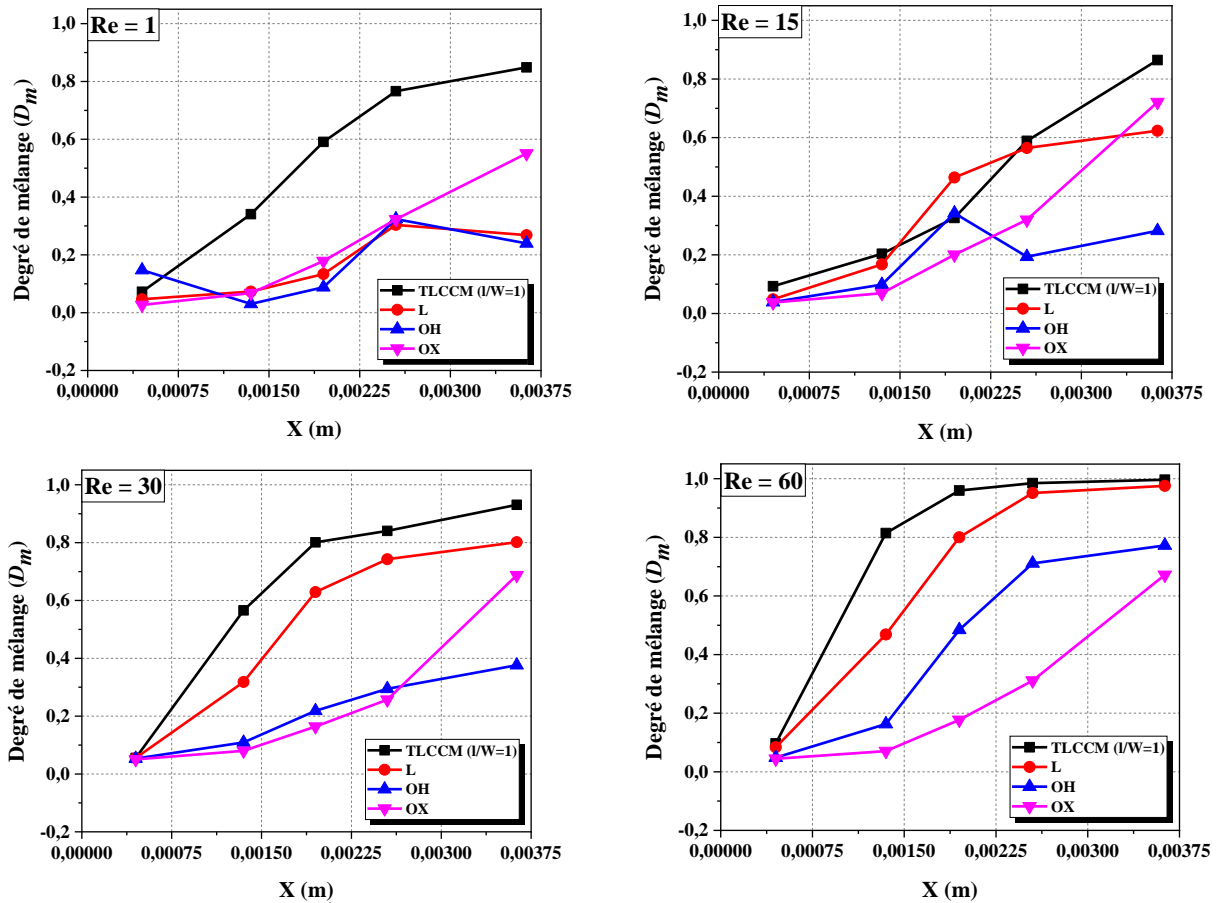 Re = 1
Degré de mélange (Dm)
1,0
0,8
0,6
0,4
0,2
0,0
-0,2
TLCCM (l/W=1)
L
OH
OX
0,00000 0,00075 0,00150 0,00225 0,00300 0,00375
X (m)
Re = 15
Degré de mélange (Dm)
1,0
0,8
0,6
0,4
0,2
0,0
-0,2
TLCCM (l/W=1)
L
OH
OX
0,00000 0,00075 0,00150 0,00225 0,00300 0,00375
X (m)
Re = 30
Degré de mélange (Dm)
1,0
0,8
0,6
0,4
0,2
0,0
-0,2
TLCCM (l/W=1)
L
OH
OX
0,00000 0,00075 0,00150 0,00225 0,00300 0,00375
X (m)
Re = 60
Degré de mélange (Dm)
1,0
0,8
0,6
0,4
0,2
0,0
-0,2
TLCCM (l/W=1)
L
OH
OX
0,00000 0,00075 0,00150 0,00225 0,00300 0,00375
X (m)